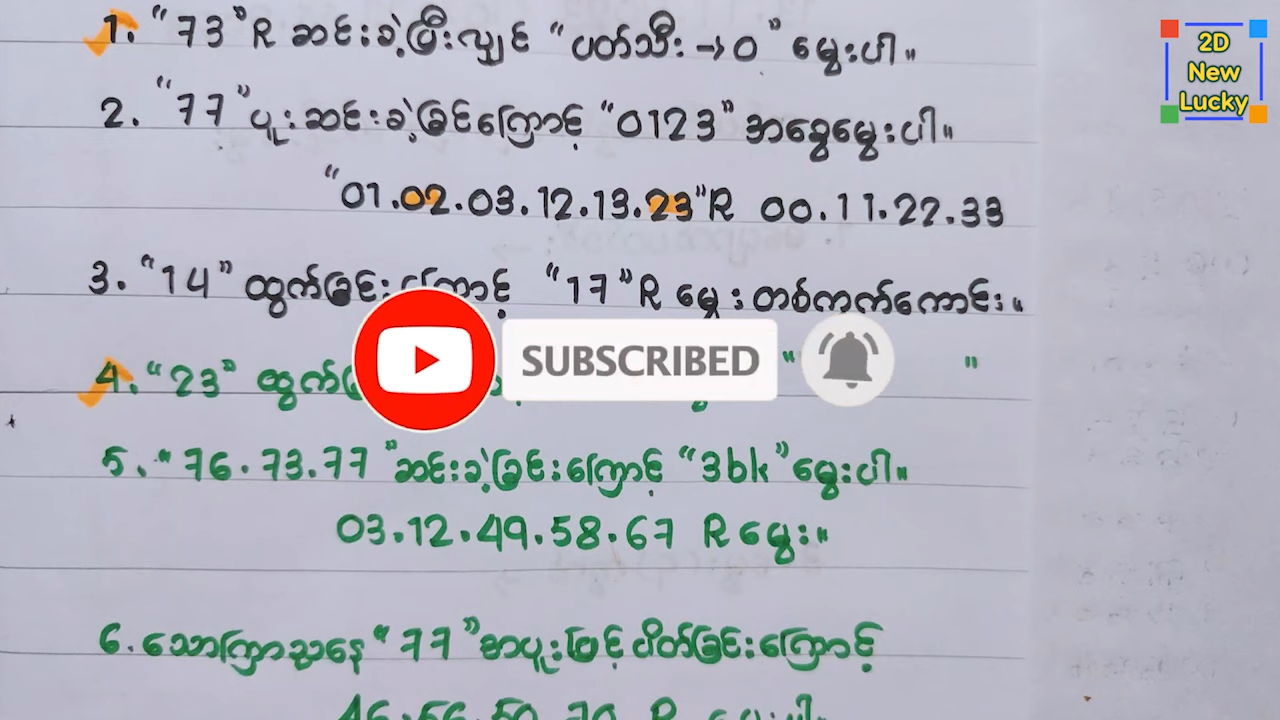 1. "73"R ဆင်းခဲ့ပြီးလျှင် "ပတ်သီး → 0" မွေးပါ။
2. "77" ပူးဆင်းခဲ့ခြင်ကြောင့် "0123" အခွေမွေးပါ။
"01.02.03.12.13.23"R 00.11.22.33
3. "14" ထွက်ခြင်းကြောင့် "17"R မွေး တစ်ကက်ကောင်း။
4. "23" ထွက် " "
5. "76.73.77" ဆင်းခဲ့ခြင်းကြောင့် "3bk" မွေးပါ။
03.12.49.58.67 R မွေး။
6. သောကြာညနေ "77" အပူးဖြင့် ပိတ်ခြင်းကြောင့်
R မွေးပါ။
SUBSCRIBED
2D
New
Lucky